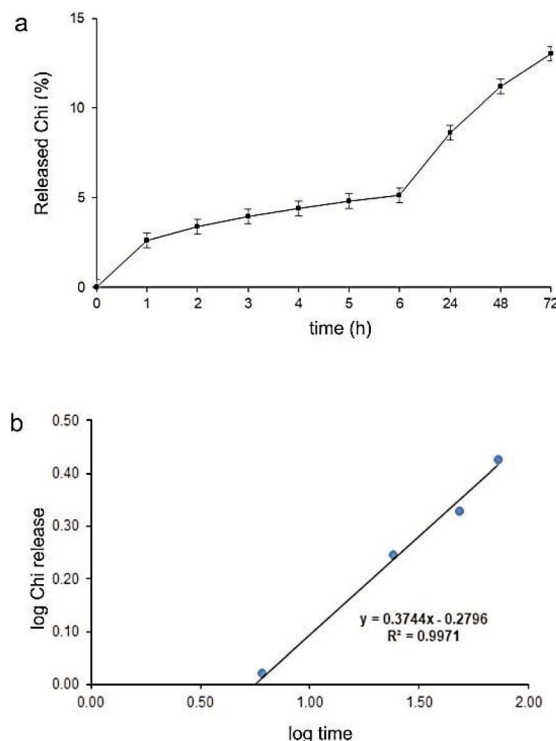 a
15
10
5
0
Released Chi (%)
0 1 2 3 4 5 6 24 48 72
time (h)
b
0.50
0.40
0.30
0.20
0.10
0.00
log Chi release
y = 0.3744x - 0.2796
R² = 0.9971
0.00 0.50 1.00 1.50 2.00
log time